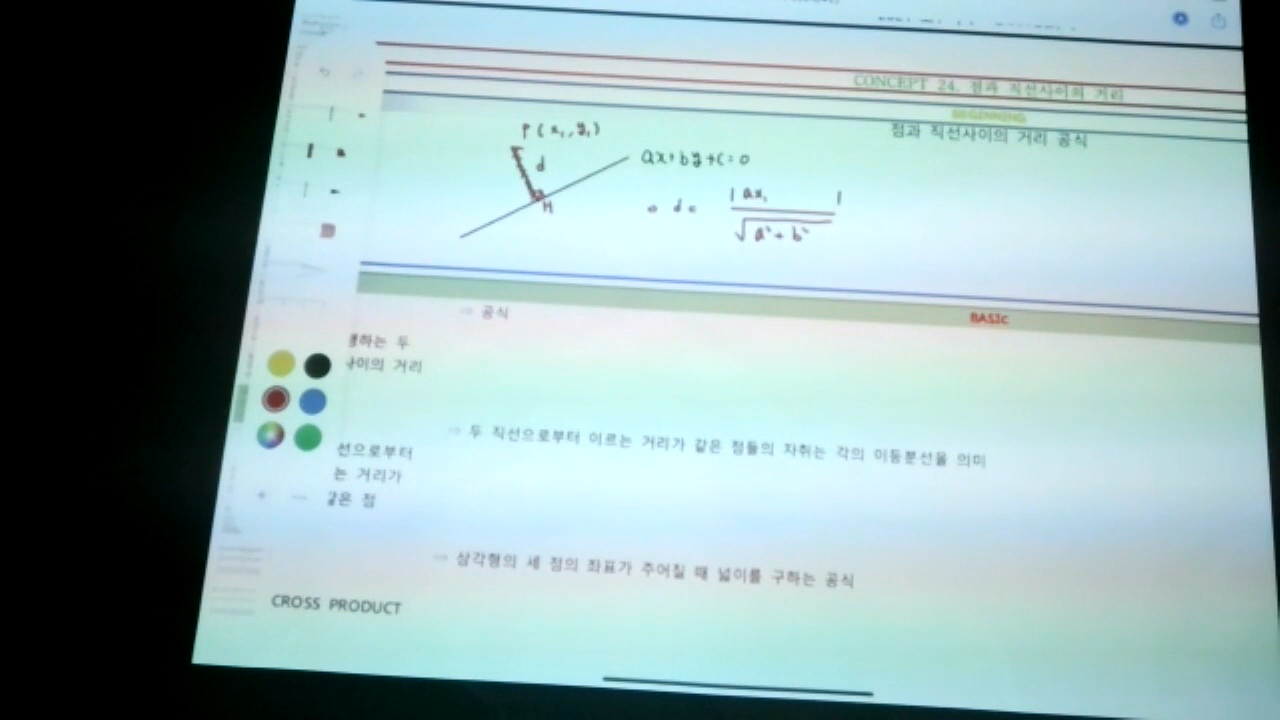 CONCEPT 24. 점과 직선사이의 거리
BEGINNING
점과 직선사이의 거리 공식
P(x₁, y₁)
d
ax+by+c=0
H
d=
|ax₁ |
√a²+b²
BASIC
⇨ 공식
하는 두
이의 거리
⇨ 두 직선으로부터 이르는 거리가 같은 점들의 자취는 각의 이등분선을 의미
선으로부터
는 거리가
같은 점
⇨ 삼각형의 세 점의 좌표가 주어질 때 넓이를 구하는 공식
CROSS PRODUCT